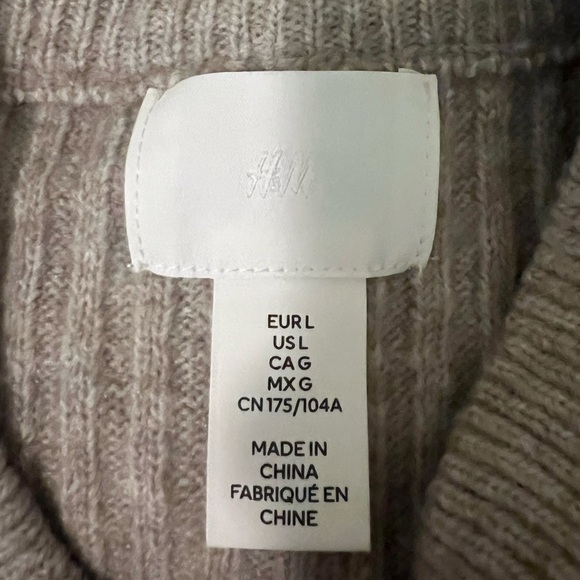 H&M
EUR L
US L
CA G
MX G
CN 175/104A
MADE IN
CHINA
FABRIQUÉ EN
CHINE